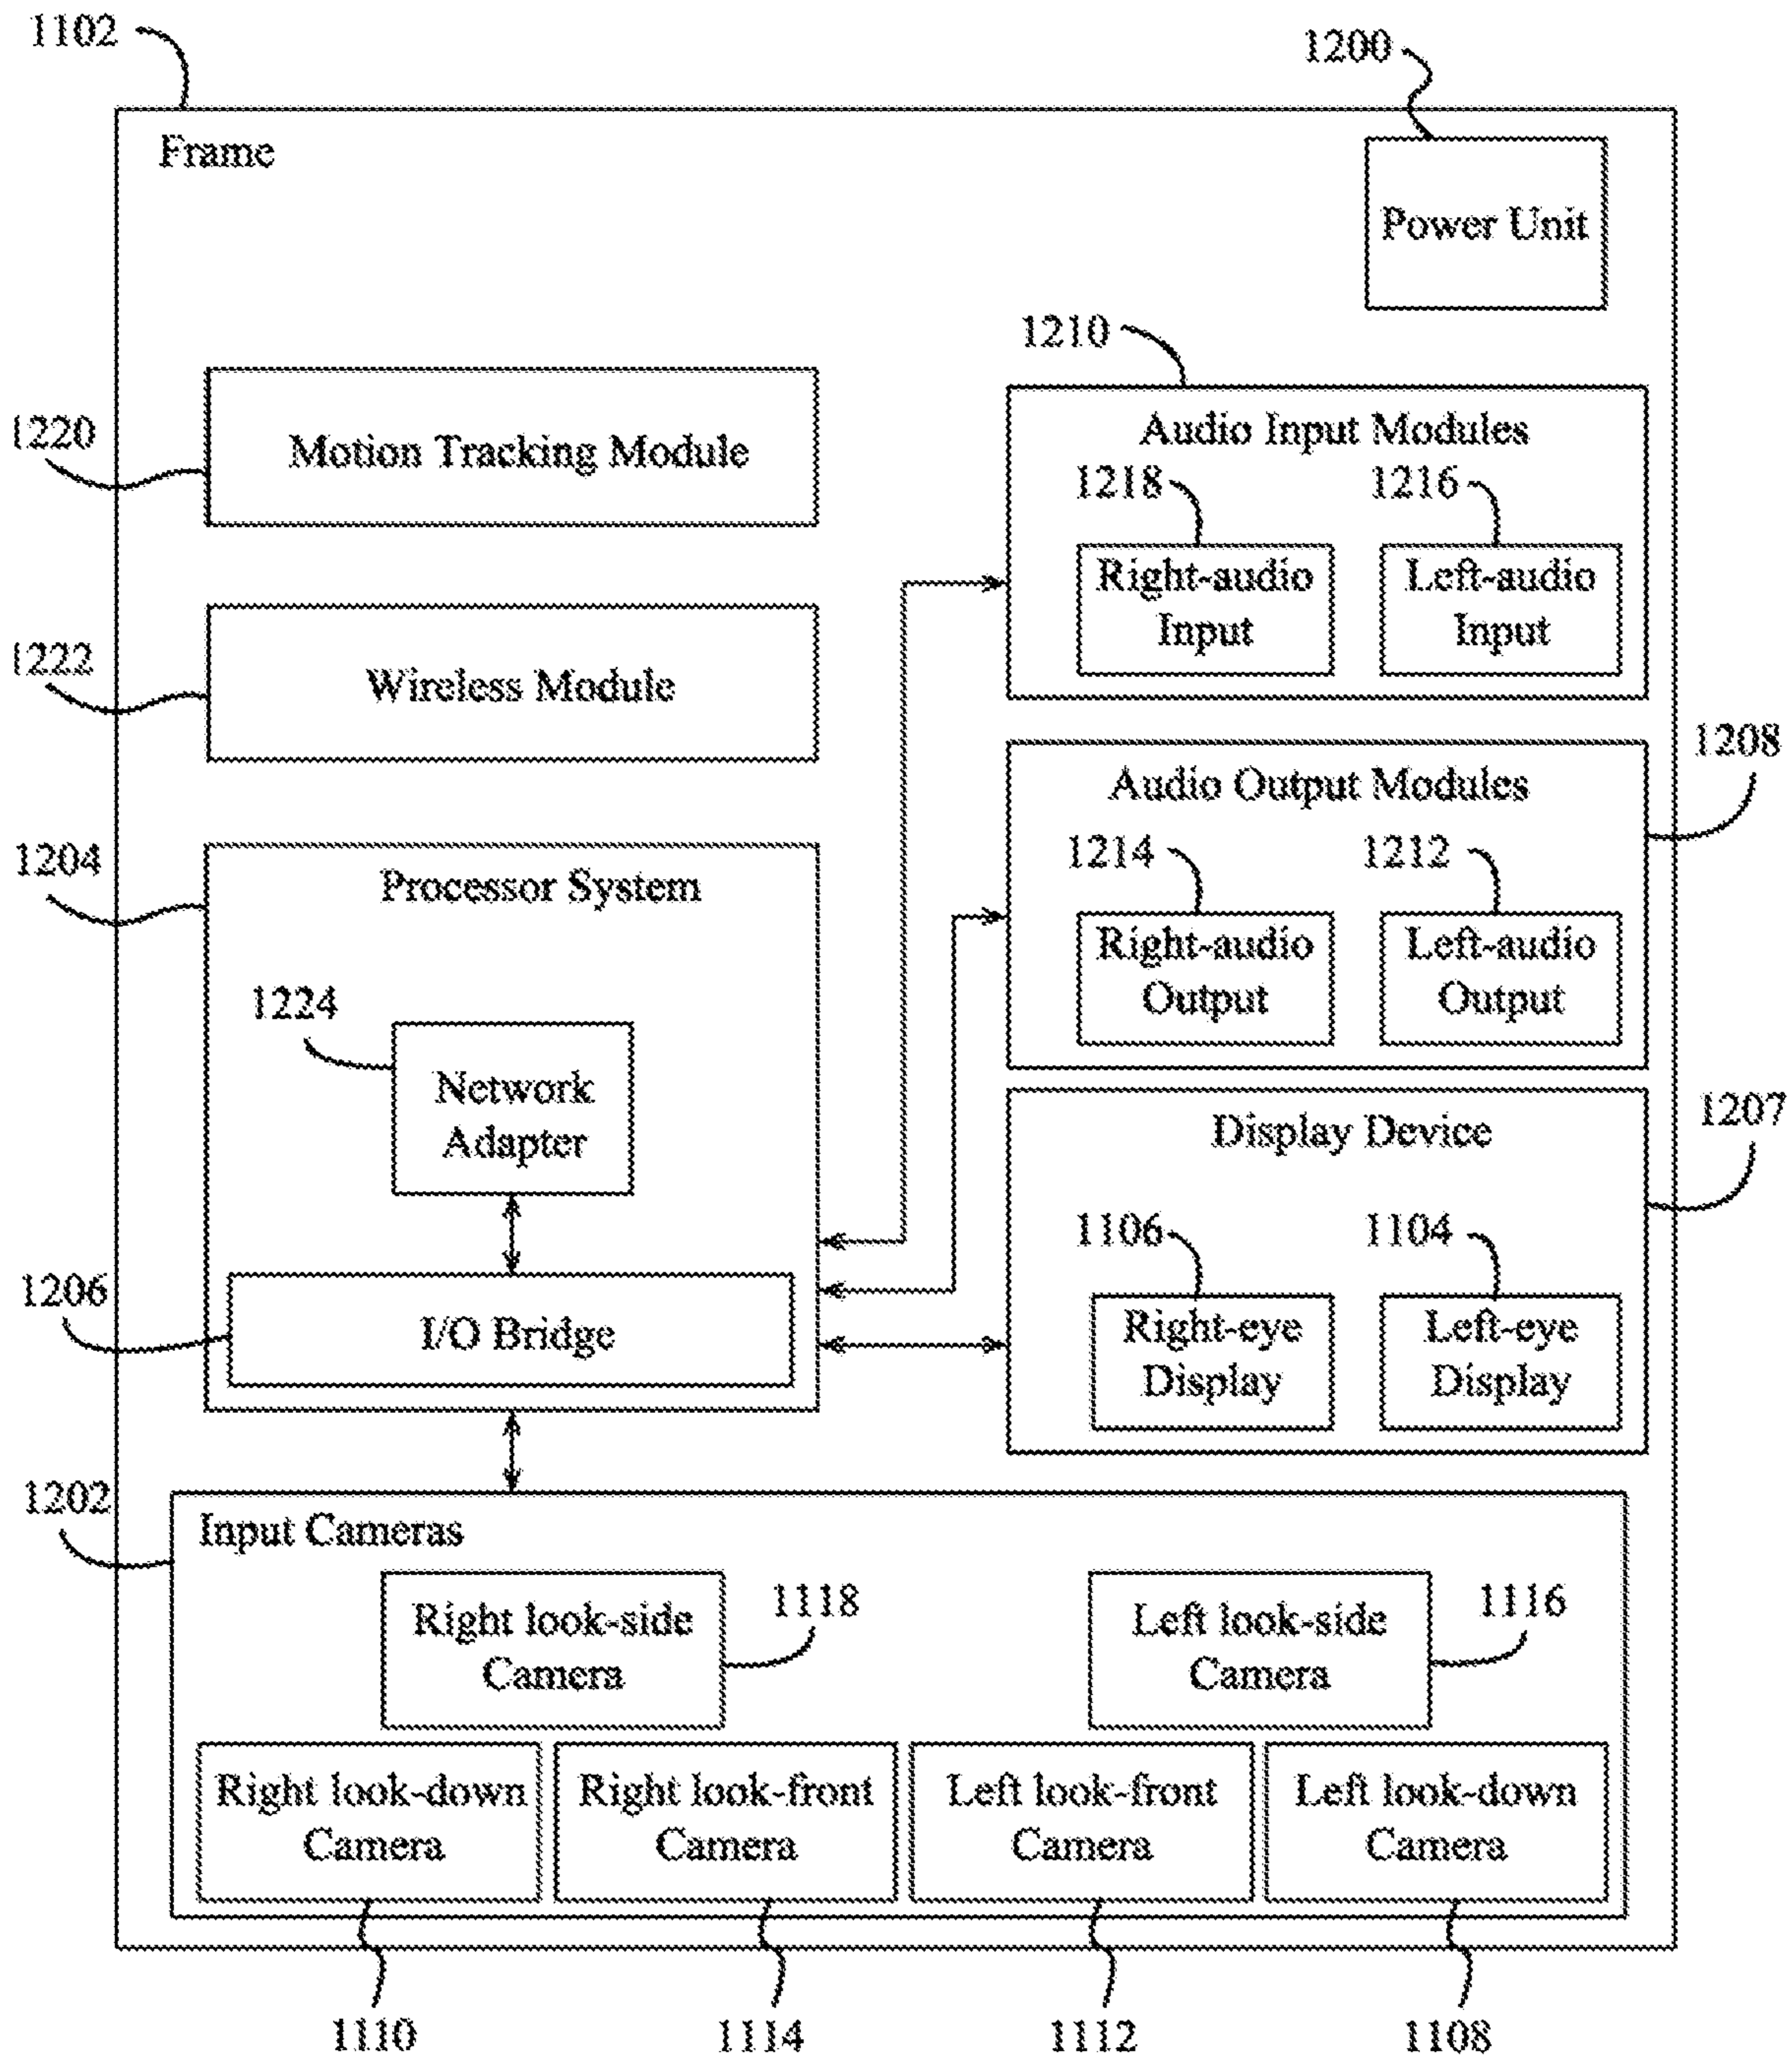 1102
1200
Frame
Power Unit
1210
1220
Motion Tracking Module
Audio Input Modules
1218
1216
Right-audio
Input
Left-audio
Input
1222
Wireless Module
1208
Audio Output Modules
1214
1212
Right-audio
Output
Left-audio
Output
1204
Processor System
1224
Network
Adapter
1207
Display Device
1106
1104
Right-eye
Display
Left-eye
Display
1206
I/O Bridge
1202
Input Cameras
Right look-side
Camera
1118
Left look-side
Camera
1116
Right look-down
Camera
Right look-front
Camera
Left look-front
Camera
Left look-down
Camera
1110
1114
1112
1108